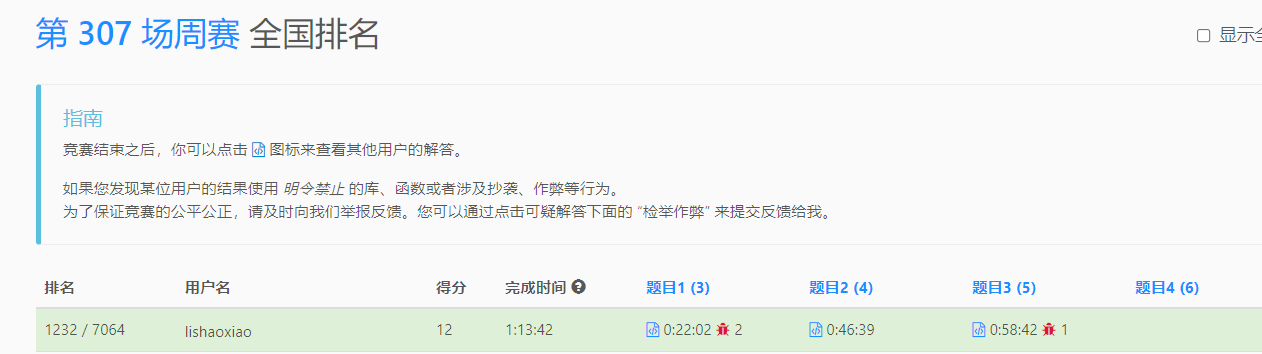 第 307 场周赛 全国排名
显示全
指南
竞赛结束之后，你可以点击 图标来查看其他用户的解答。
如果您发现某位用户的结果使用 明令禁止 的库、函数或者涉及抄袭、作弊等行为。
为了保证竞赛的公平公正，请及时向我们举报反馈。您可以通过点击可疑解答下面的 “检举作弊” 来提交反馈给我。
排名 用户名 得分 完成时间 题目1 (3) 题目2 (4) 题目3 (5) 题目4 (6)
1232 / 7064 lishaoxiao 12 1:13:42 0:22:02 2 0:46:39 0:58:42 1